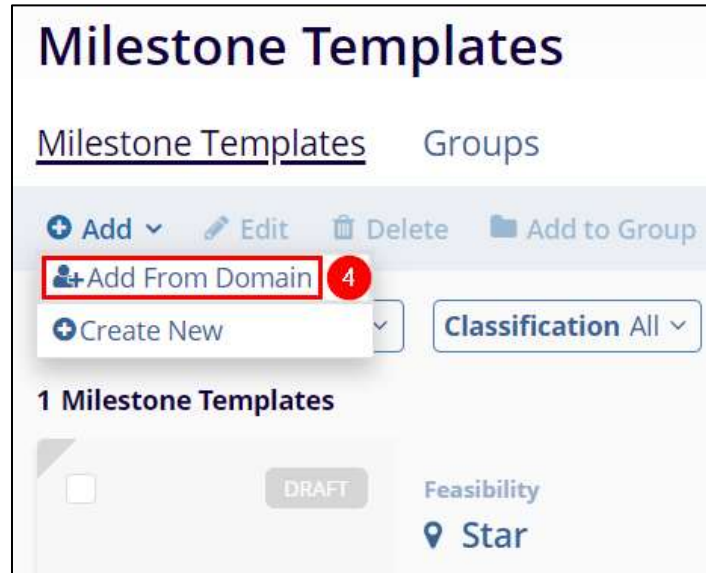 Milestone Templates
Milestone Templates Groups
Add Edit Delete Add to Group
Add From Domain 4
Create New
Classification All
1 Milestone Templates
DRAFT
Feasibility
Star